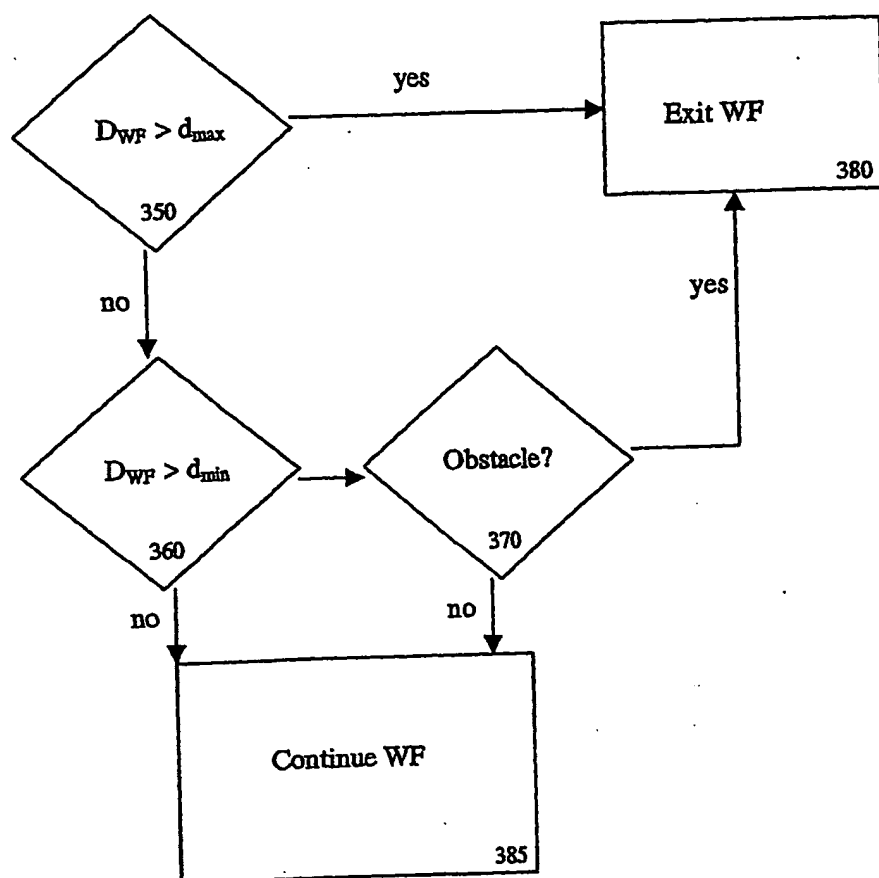 yes
D_WF > d_max
Exit WF
350
380
no
yes
D_WF > d_min
Obstacle?
360
370
no
no
Continue WF
385